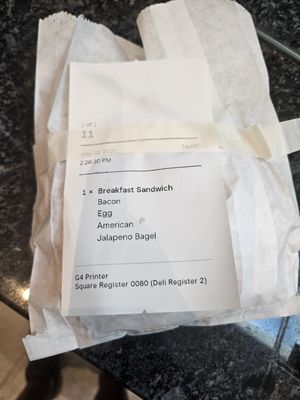 1 of 1
11
2:26:30 PM
1 × Breakfast Sandwich
Bacon
Egg
American
Jalapeno Bagel
G4 Printer
Square Register 0080 (Deli Register 2)